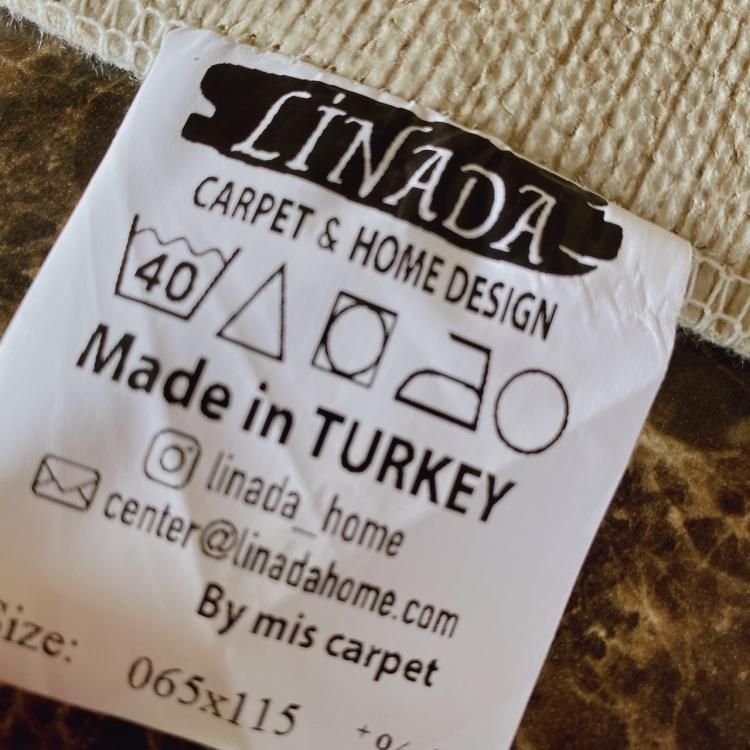 LİNADA
CARPET & HOME DESIGN
40
Made in TURKEY
linada_home
center@linadahome.com
By mis carpet
Size: 065x115